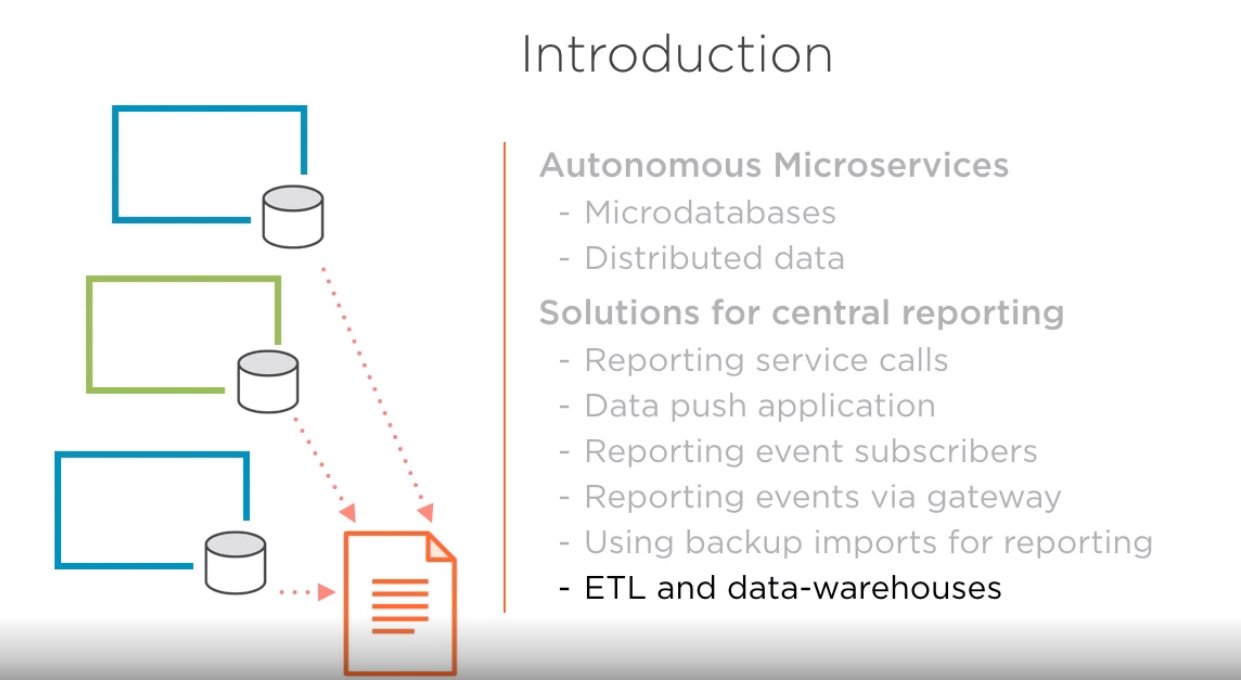 Introduction
Autonomous Microservices
- Microdatabases
- Distributed data
Solutions for central reporting
- Reporting service calls
- Data push application
- Reporting event subscribers
- Reporting events via gateway
- Using backup imports for reporting
- ETL and data-warehouses